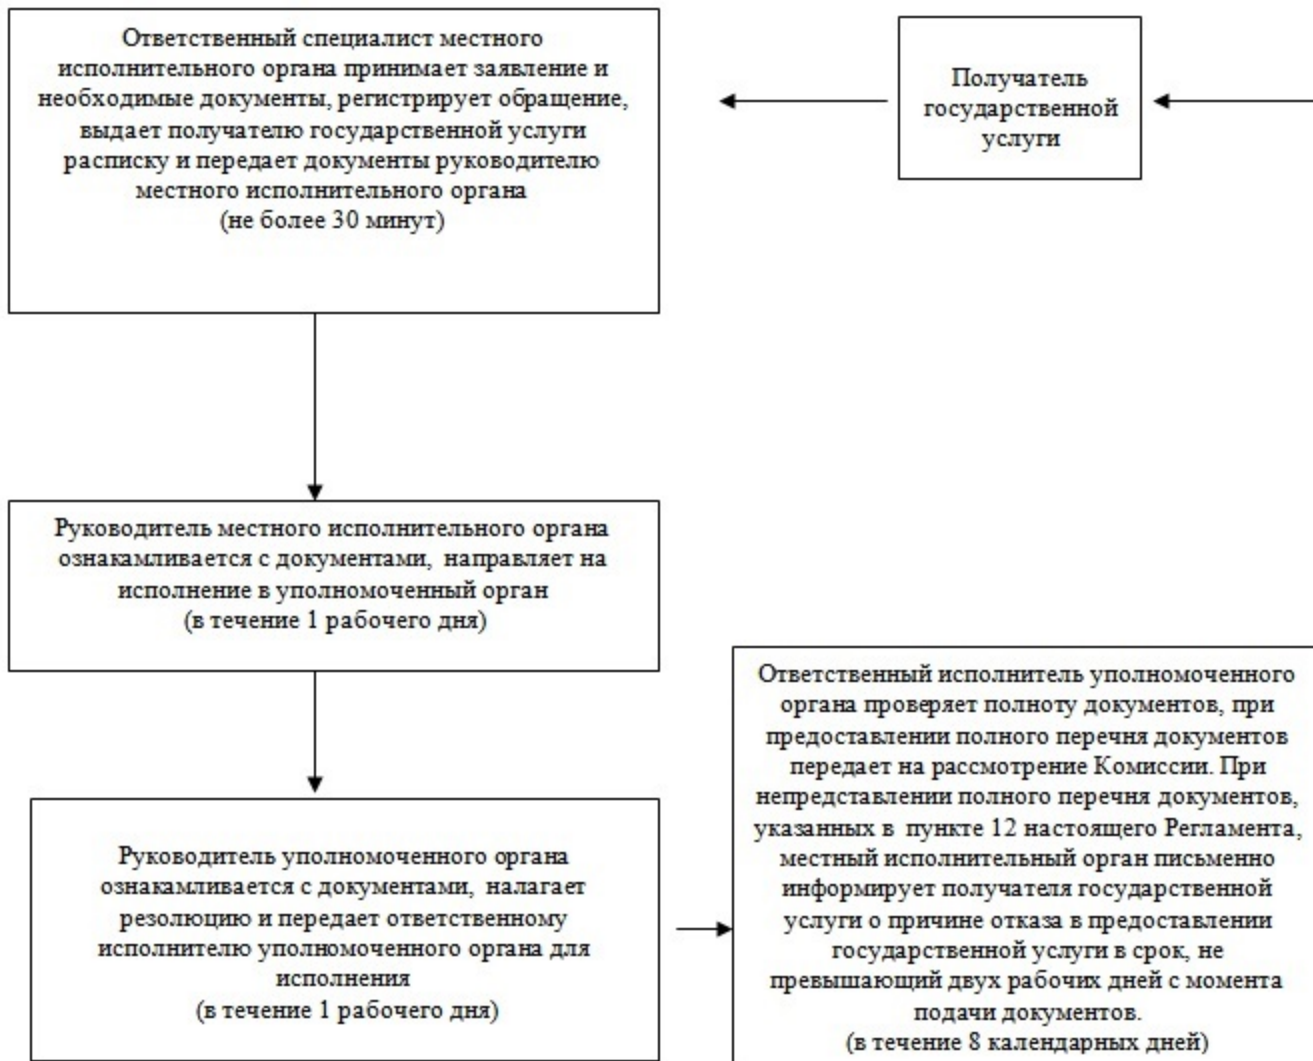 Ответственный специалист местного
исполнительного органа принимает заявление и
необходимые документы, регистрирует обращение,
выдает получателю государственной услуги
расписку и передает документы руководителю
местного исполнительного органа
(не более 30 минут)
Получатель
государственной
услуги
Руководитель местного исполнительного органа
ознакамливается с документами, направляет на
исполнение в уполномоченный орган
(в течение 1 рабочего дня)
Руководитель уполномоченного органа
ознакамливается с документами, налагает
резолюцию и передает ответственному
исполнителю уполномоченного органа для
исполнения
(в течение 1 рабочего дня)
Ответственный исполнитель уполномоченного
органа проверяет полноту документов, при
предоставлении полного перечня документов
передает на рассмотрение Комиссии. При
непредставлении полного перечня документов,
указанных в пункте 12 настоящего Регламента,
местный исполнительный орган письменно
информирует получателя государственной
услуги о причине отказа в предоставлении
государственной услуги в срок, не
превышающий двух рабочих дней с момента
подачи документов.
(в течение 8 календарных дней)